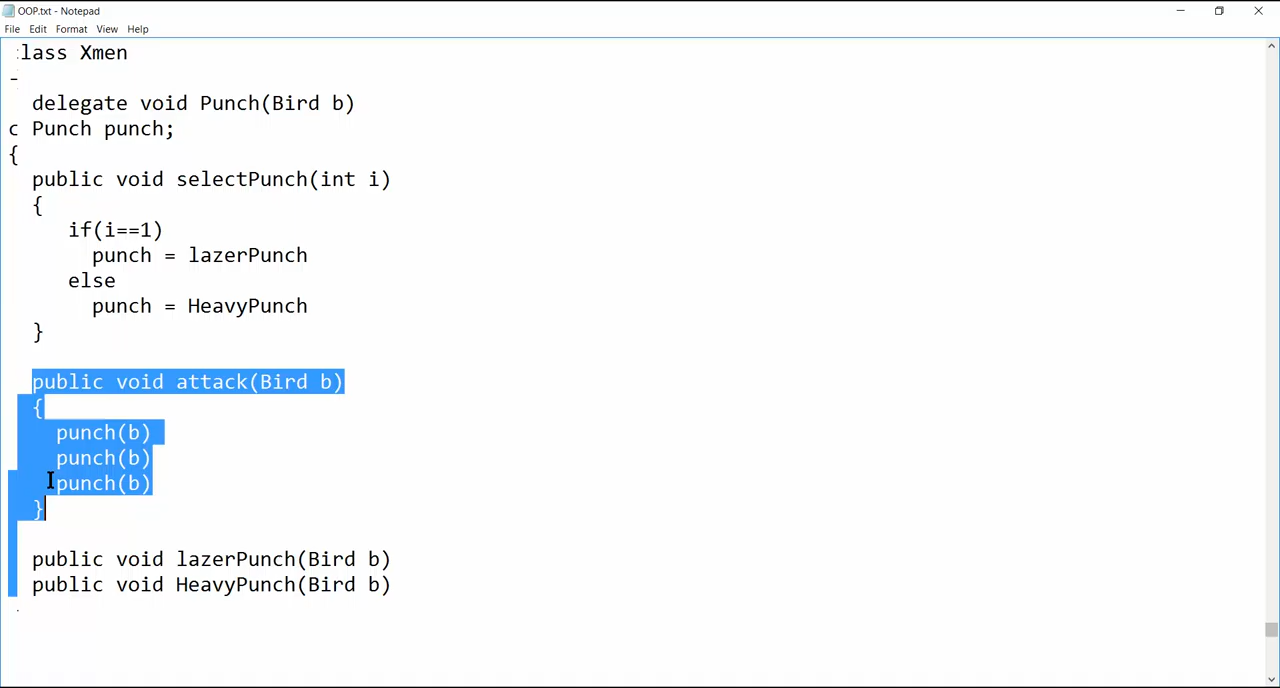 OOP.txt - Notepad
File Edit Format View Help
lass Xmen
delegate void Punch(Bird b)
c Punch punch;
{
public void selectPunch(int i)
{
if(i==1)
punch = lazerPunch
else
punch = HeavyPunch
}
public void attack(Bird b)
{
punch(b)
punch(b)
punch(b)
}
public void lazerPunch(Bird b)
public void HeavyPunch(Bird b)